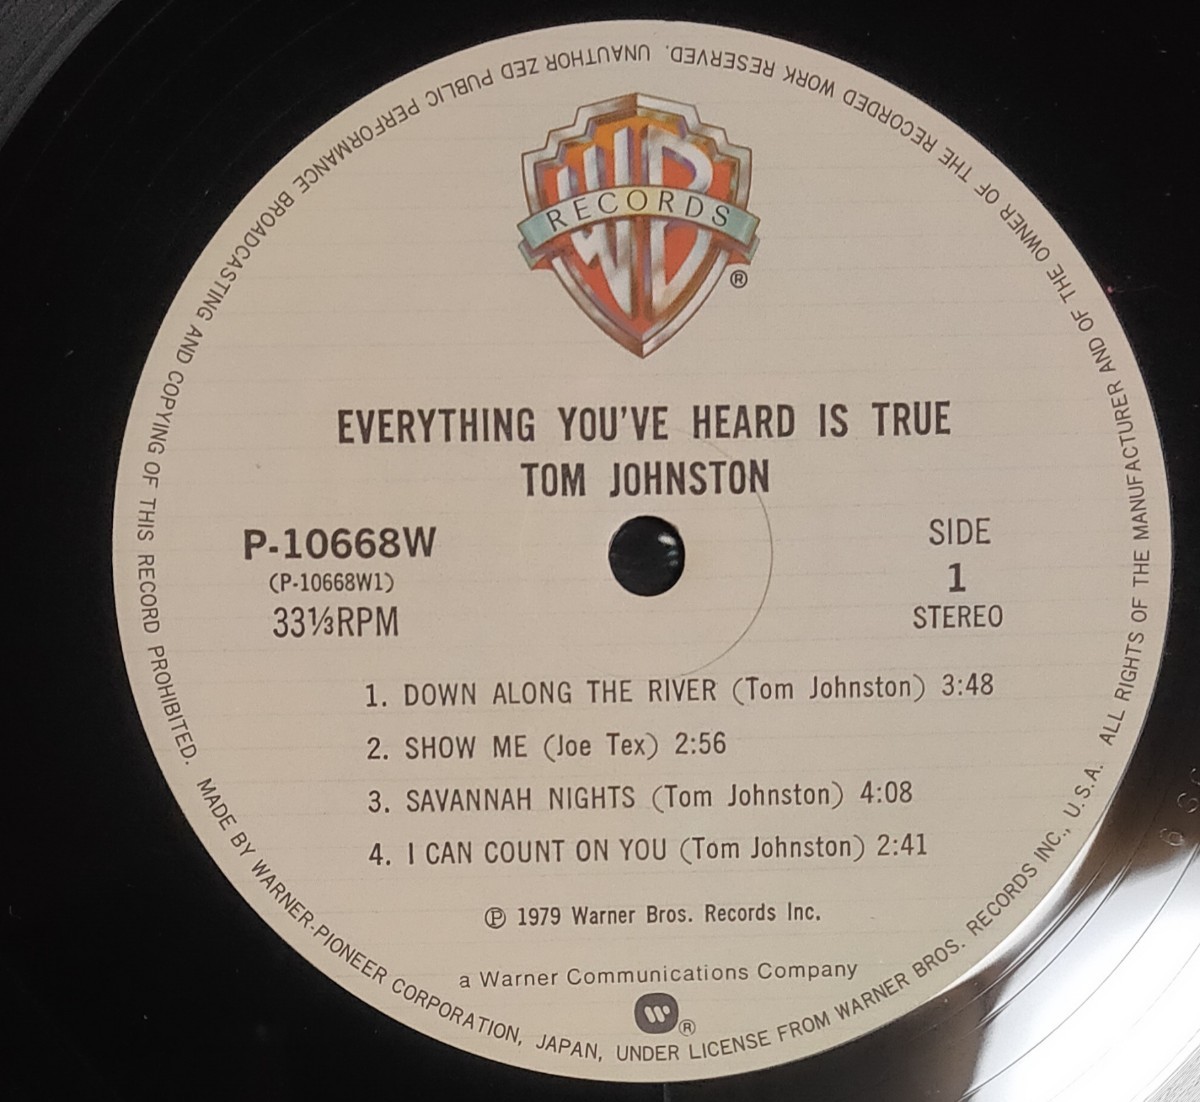 WB
RECORDS
®
EVERYTHING YOU'VE HEARD IS TRUE
TOM JOHNSTON
P-10668W
(P-10668W1)
33⅓RPM
SIDE
1
STEREO
1. DOWN ALONG THE RIVER (Tom Johnston) 3:48
2. SHOW ME (Joe Tex) 2:56
3. SAVANNAH NIGHTS (Tom Johnston) 4:08
4. I CAN COUNT ON YOU (Tom Johnston) 2:41
℗ 1979 Warner Bros. Records Inc.
a Warner Communications Company
®
MADE BY WARNER-PIONEER CORPORATION, JAPAN, UNDER LICENSE FROM WARNER BROS. RECORDS INC., U.S.A. ALL RIGHTS OF THE MANUFACTURER AND OF THE OWNER OF THE RECORDED WORK RESERVED. UNAUTHOR ZED PUBLIC PERFORMANCE BROADCASTING AND COPYING OF THIS RECORD PROHIBITED.